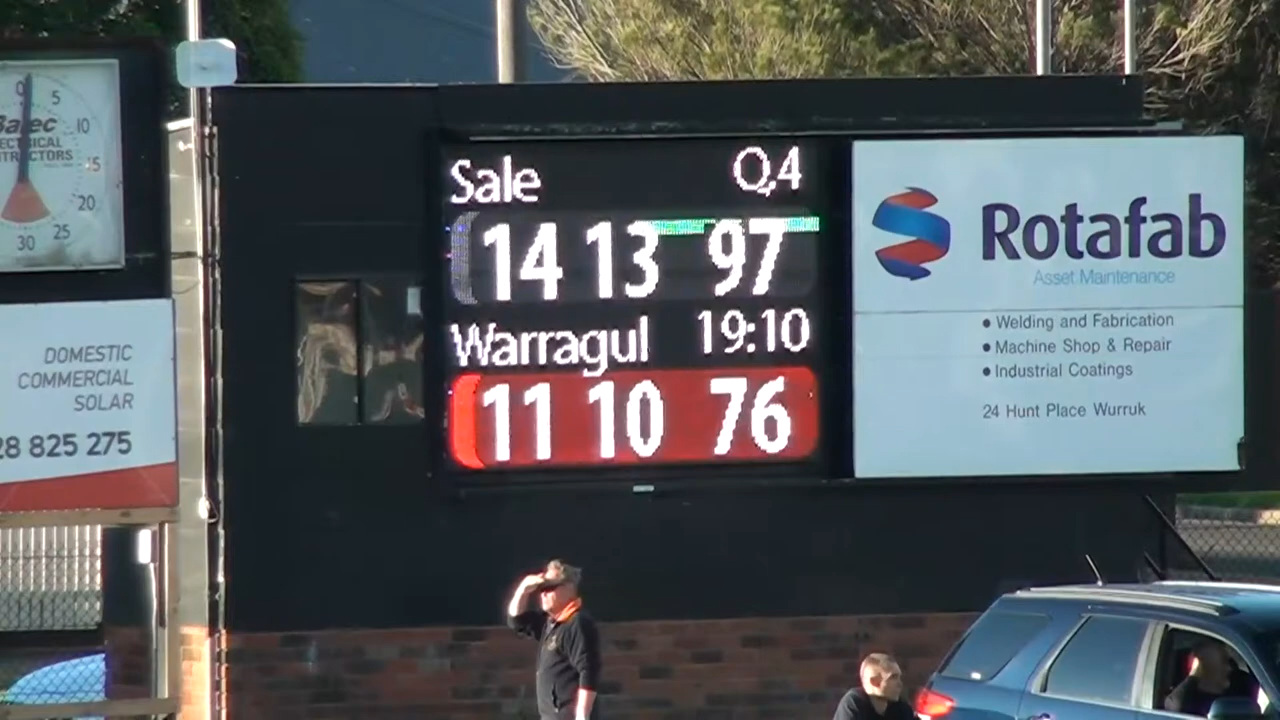 0
5
10
15
20
25
30
DOMESTIC
COMMERCIAL
SOLAR
28 825 275
Sale Q.4
14 13 97
Warragul 19:10
11 10 76
Rotafab
Asset Maintenance
• Welding and Fabrication
• Machine Shop & Repair
• Industrial Coatings
24 Hunt Place Wurruk